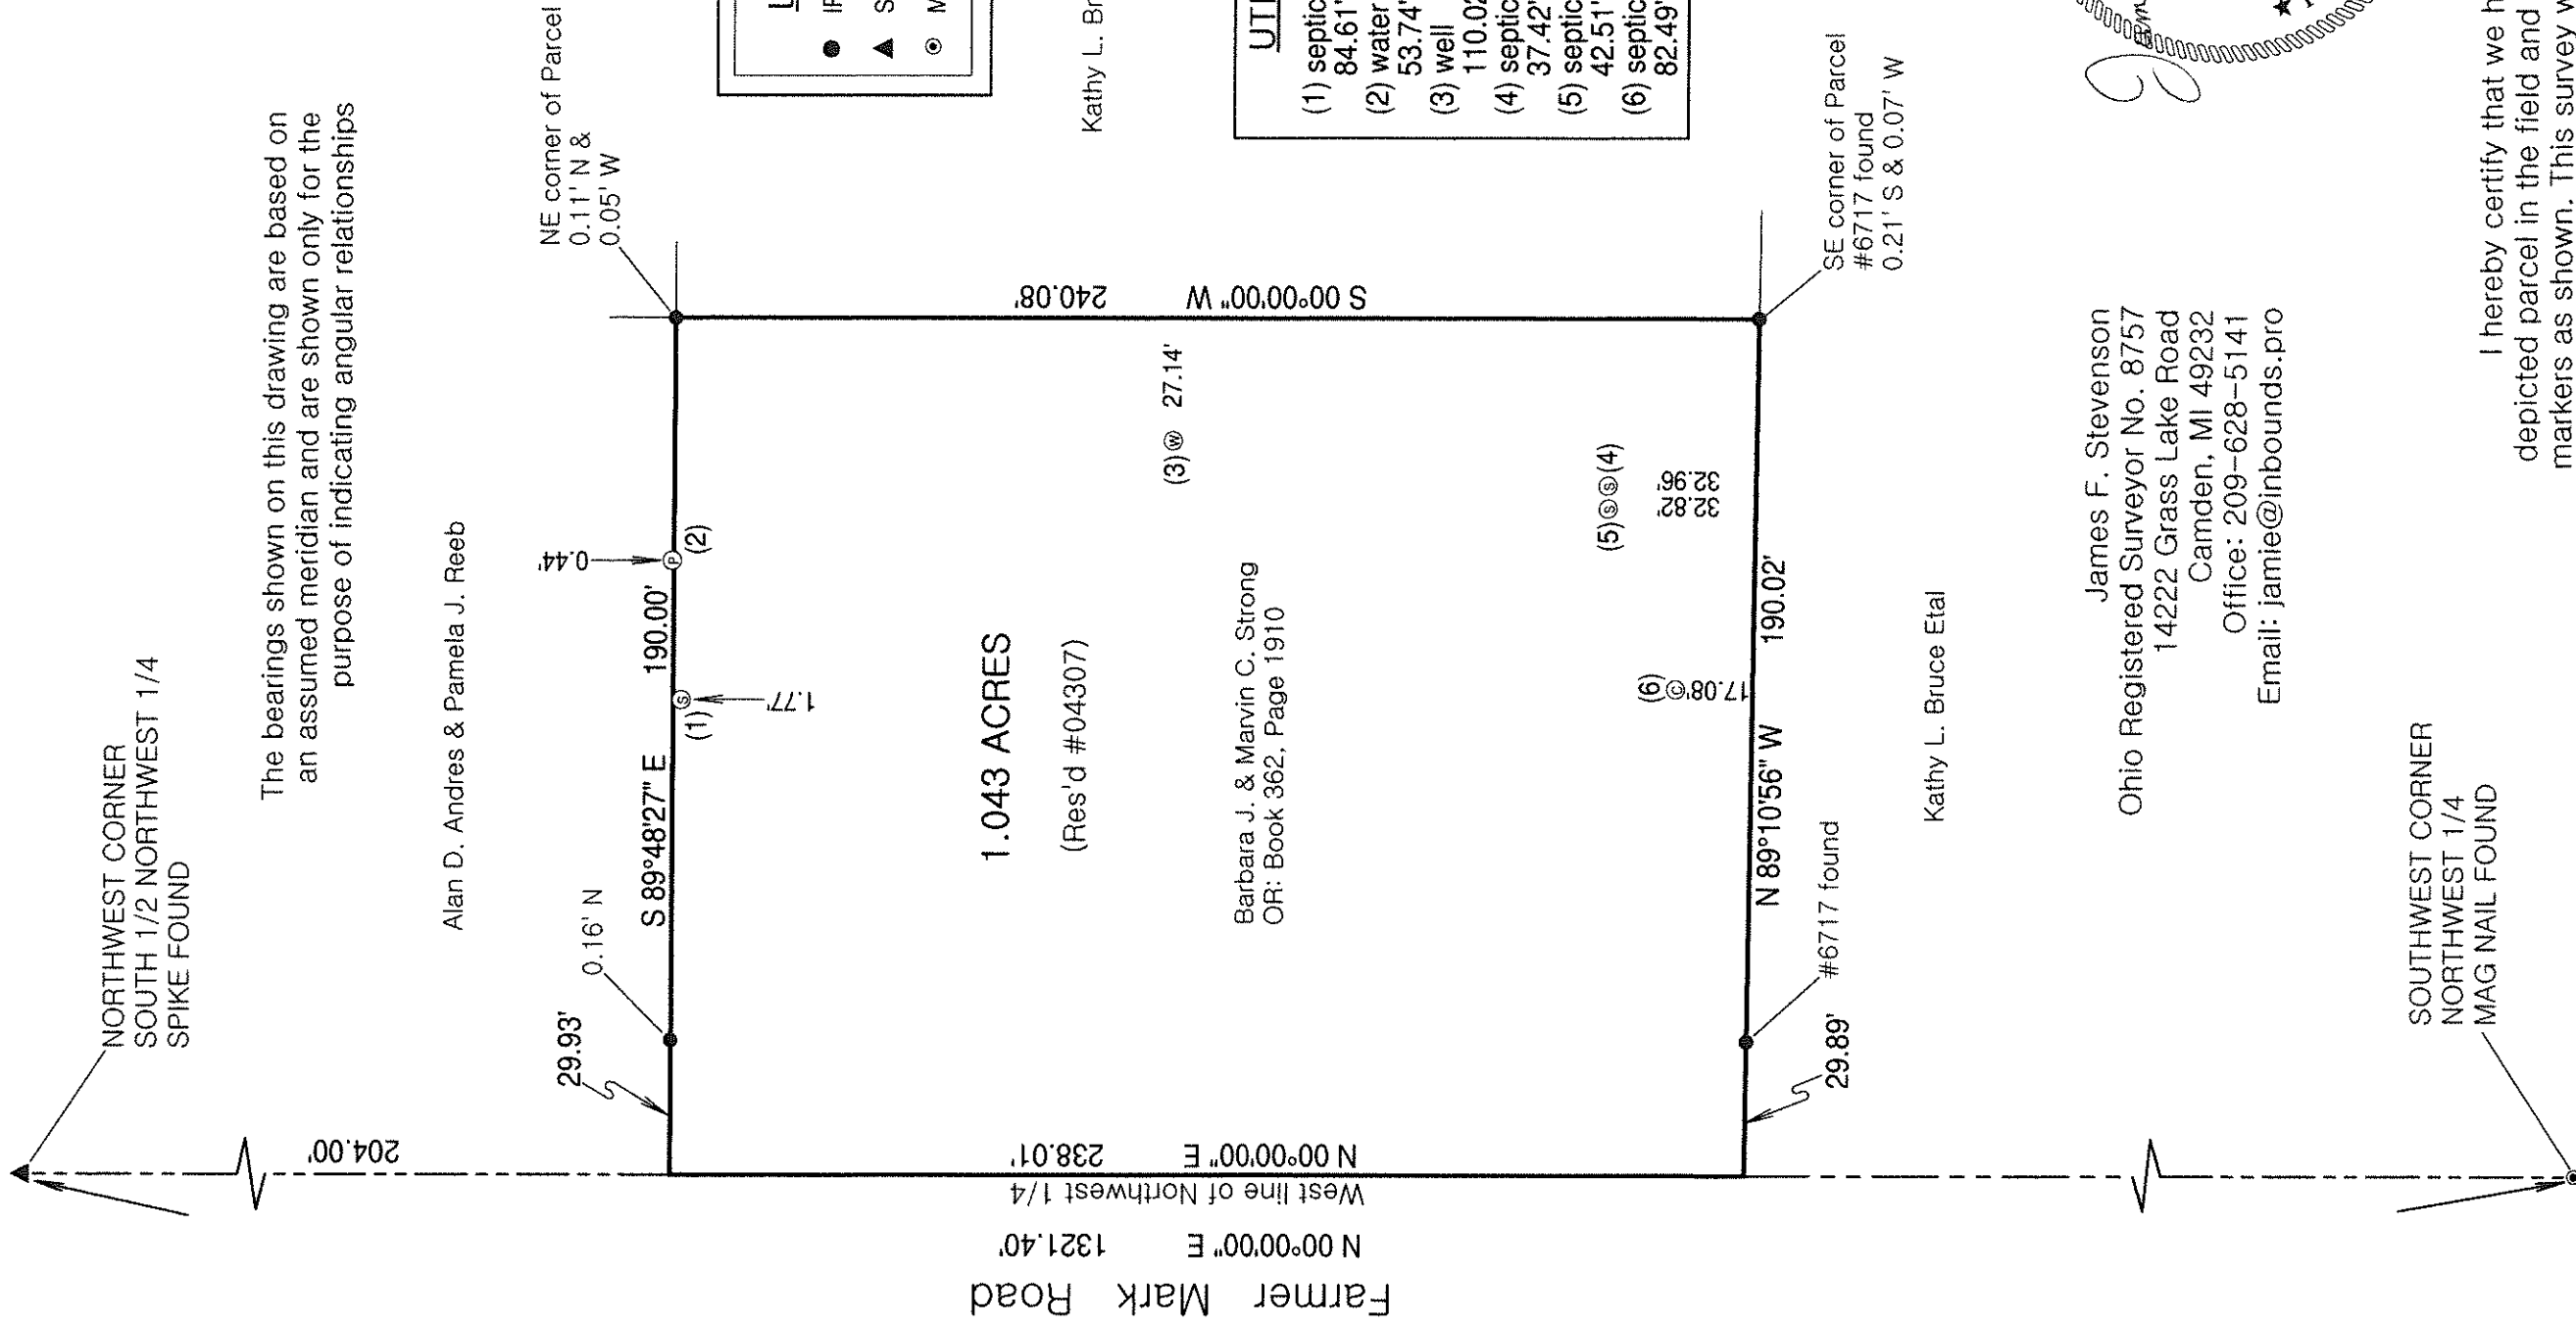 NORTHWEST CORNER
SOUTH 1/2 NORTHWEST 1/4
SPIKE FOUND
204.00'
The bearings shown on this drawing are based on
an assumed meridian and are shown only for the
purpose of indicating angular relationships
Alan D. Andres & Pamela J. Reeb
NE corner of Parcel
0.11' N &
0.05' W
0.16' N
29.93'
S 89°48'27" E 190.00'
0.44'
P
(2)
S
(1)
1.77'
1.043 ACRES
(Res'd #04307)
Barbara J. & Marvin C. Strong
OR: Book 362, Page 1910
(3) W 27.14'
(5) S S (4)
32.82'
32.96'
(6) C 17.08'
S 00°00'00" W 240.08'
N 00°00'00" E 238.01'
West line of Northwest 1/4
N 00°00'00" E 1321.40'
Farmer Mark Road
N 89°10'56" W 190.02'
29.89'
#6717 found
SE corner of Parcel
#6717 found
0.21' S & 0.07' W
Kathy L. Bruce Etal
Kathy L. Br
(1) septic
84.61'
(2) water
53.74'
(3) well
110.02
(4) septic
37.42'
(5) septic
42.51'
(6) septic
82.49'
James F. Stevenson
Ohio Registered Surveyor No. 8757
14222 Grass Lake Road
Camden, MI 49232
Office: 209-628-5141
Email: jamie@inbounds.pro
SOUTHWEST CORNER
NORTHWEST 1/4
MAG NAIL FOUND
I hereby certify that we h
depicted parcel in the field and
markers as shown. This survey w